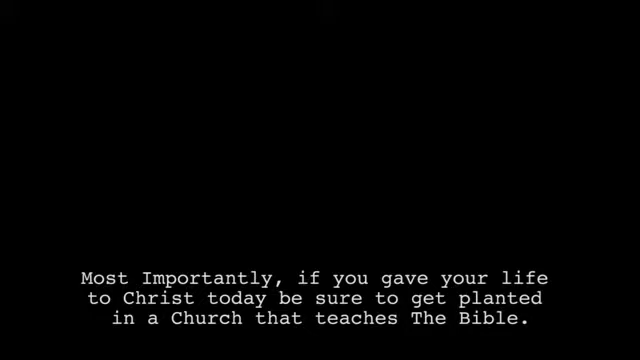 Most Importantly, if you gave your life
to Christ today be sure to get planted
in a Church that teaches The Bible.